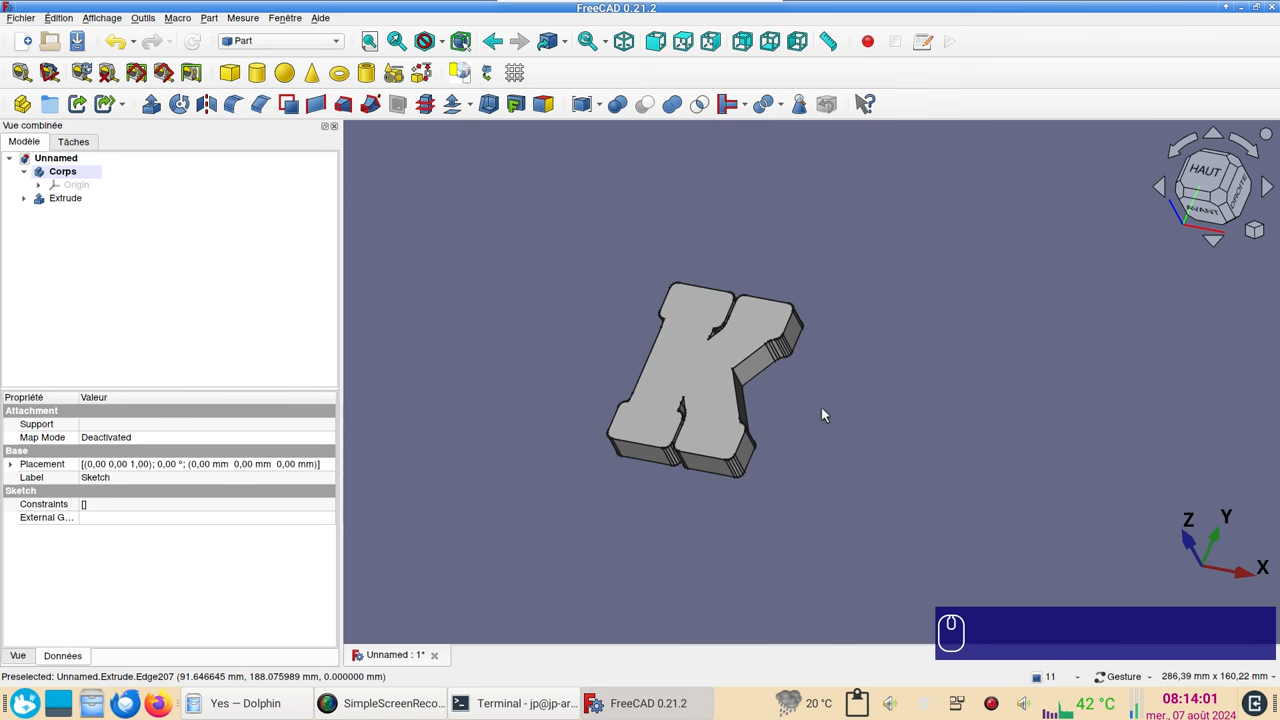 FreeCAD 0.21.2
Fichier Édition Affichage Outils Macro Part Mesure Fenêtre Aide
Part
Vue combinée
Modèle Tâches
Unnamed
Corps
Origin
Extrude
HAUT
DROITE
AVANT
Propriété Valeur
Attachment
Support
Map Mode Deactivated
Base
Placement [(0,00 0,00 1,00); 0,00 °; (0,00 mm 0,00 mm 0,00 mm)]
Label Sketch
Sketch
Constraints []
External G...
Z Y
X
Vue Données
Unnamed : 1*
Preselected: Unnamed.Extrude.Edge207 (91.646645 mm, 188.075989 mm, 0.000000 mm)
11 Gesture 286,39 mm x 160,22 mm
Yes — Dolphin
SimpleScreenReco...
Terminal - jp@jp-ar...
FreeCAD 0.21.2
20 °C
42 °C
08:14:01
mer., 07 août 2024